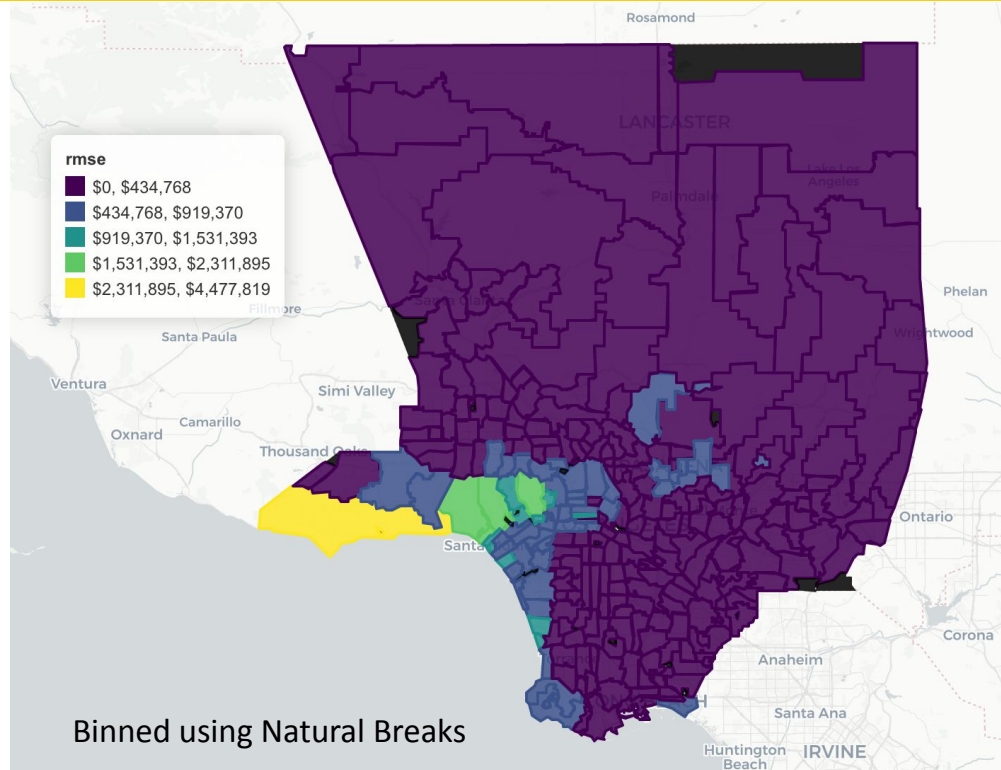 Rosamond
LANCASTER
Lake Los
Angeles
Palmdale
rmse
$0, $434,768
$434,768, $919,370
$919,370, $1,531,393
$1,531,393, $2,311,895
$2,311,895, $4,477,819
Santa Clarita
Phelan
Fillmore
Wrightwood
Santa Paula
Ventura
Simi Valley
Camarillo
Oxnard
Thousand Oaks
Ontario
Santa
Corona
Anaheim
Santa Ana
Huntington
Beach
IRVINE
Binned using Natural Breaks